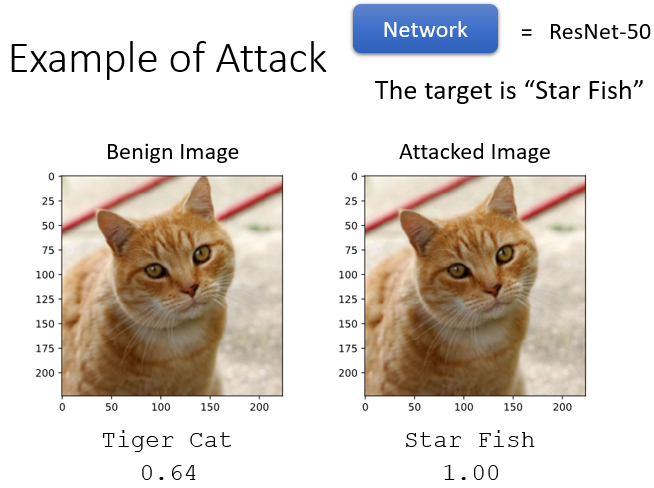 Network = ResNet-50
Example of Attack
The target is “Star Fish”
Benign Image
Attacked Image
0
25
50
75
100
125
150
175
200
0 50 100 150 200
0
25
50
75
100
125
150
175
200
0 50 100 150 200
Tiger Cat
0.64
Star Fish
1.00